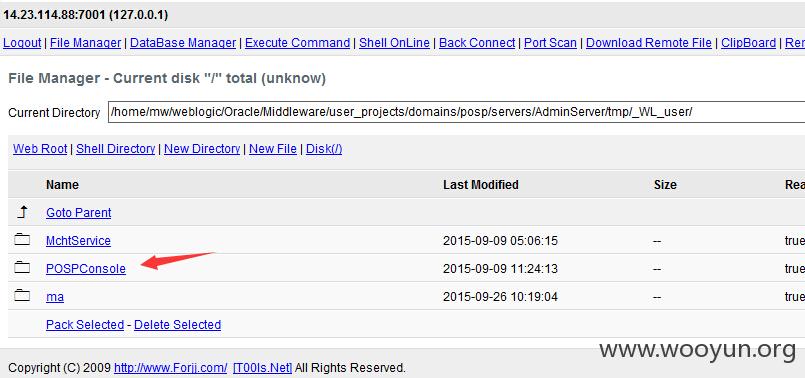 14.23.114.88:7001 (127.0.0.1)
Logout | File Manager | DataBase Manager | Execute Command | Shell OnLine | Back Connect | Port Scan | Download Remote File | ClipBoard | Rer
File Manager - Current disk "/" total (unknow)
Current Directory /home/mw/weblogic/Oracle/Middleware/user_projects/domains/posp/servers/AdminServer/tmp/_WL_user/
Web Root | Shell Directory | New Directory | New File | Disk(/)
Name Last Modified Size Rea
Goto Parent
MchtService 2015-09-09 05:06:15 -- true
POSPConsole 2015-09-09 11:24:13 -- true
ma 2015-09-26 10:19:04 -- true
Pack Selected - Delete Selected
www.wooyun.org
Copyright (C) 2009 http://www.Forjj.com/ [T00ls.Net] All Rights Reserved.